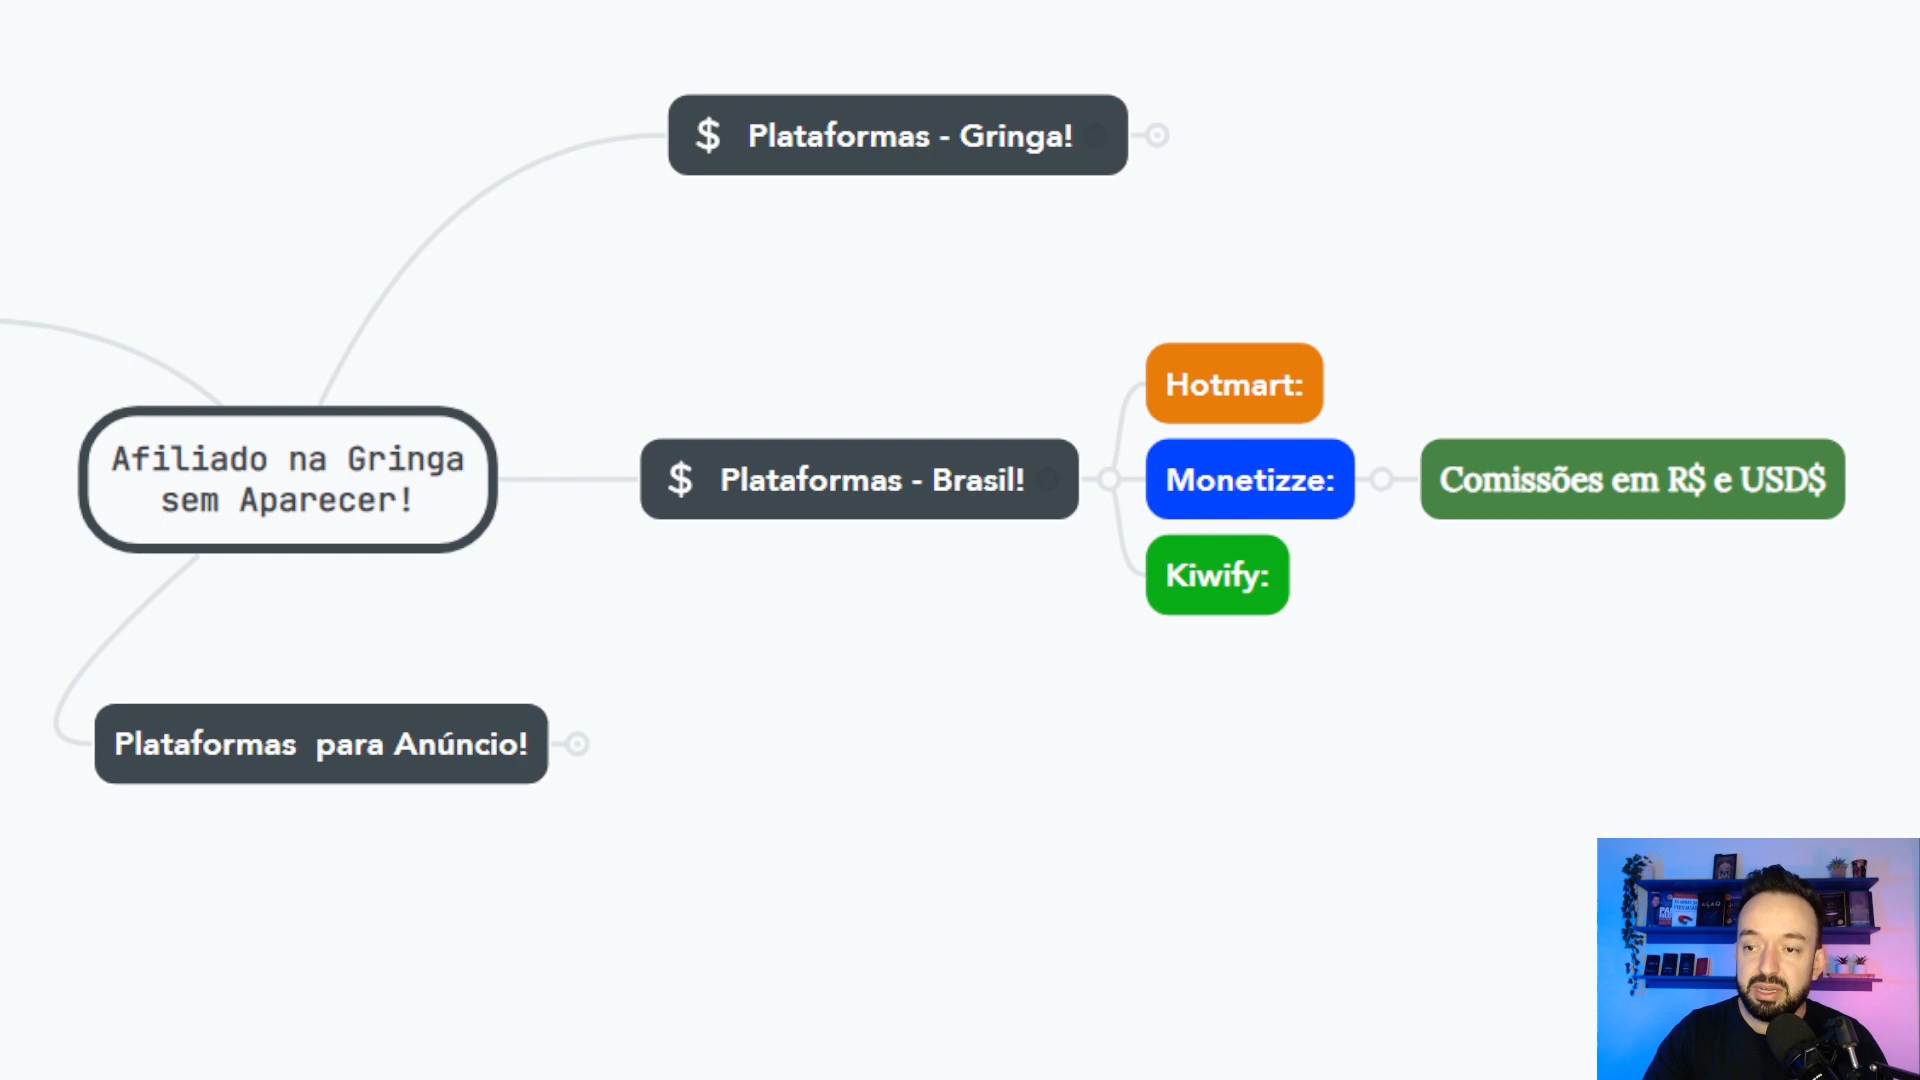 $ Plataformas - Gringa!
Afiliado na Gringa
sem Aparecer!
$ Plataformas - Brasil!
Hotmart:
Monetizze:
Comissões em R$ e USD$
Kiwify:
Plataformas  para Anúncio!